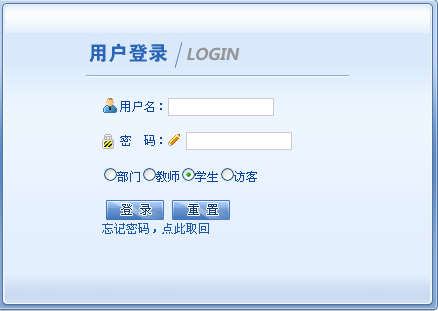 用户登录 / LOGIN
用户名：
密　码：
部门 教师 学生 访客
登 录 重 置
忘记密码，点此取回